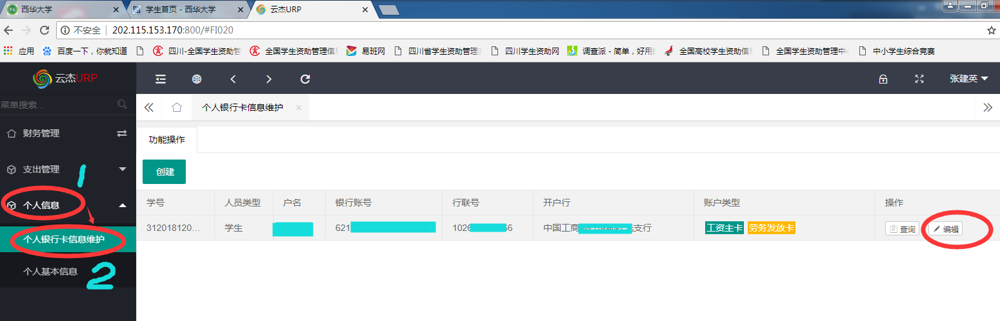 西华大学
学生首页 - 西华大学
云杰URP
不安全 202.115.153.170:800/#FI020
应用 百度一下，你就知道 四川-全国学生资助管 全国学生资助管理信息 易班网 四川省学生资助管理 四川学生资助网 调查派 - 简单，好用 全国高校学生资助信息 全国学生资助管理中心 中小学生综合竞赛
云杰URP
张建英
菜单搜索...
个人银行卡信息维护
财务管理
功能操作
支出管理
1
创建
个人信息
学号 人员类型 户名 银行账号 行联号 开户行 账户类型 操作
312018120... 学生 621 1026 66 中国工商 支行 工资主卡 劳务发放卡 查询 编辑
个人银行卡信息维护
个人基本信息
2